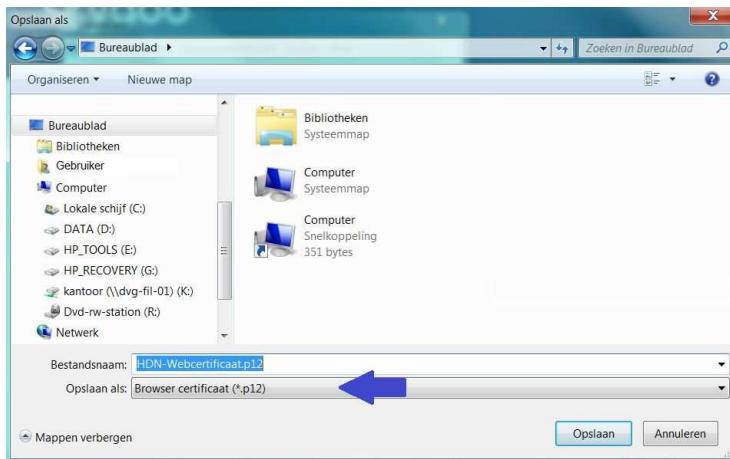 Opslaan als
Bureaublad
Zoeken in Bureaublad
Organiseren
Nieuwe map
Bureaublad
Bibliotheken
Gebruiker
Computer
Lokale schijf (C:)
DATA (D:)
HP_TOOLS (E:)
HP_RECOVERY (G:)
kantoor (\\dvg-fil-01) (K:)
Dvd-rw-station (R:)
Netwerk
Bibliotheken
Systeemmap
Computer
Systeemmap
Computer
Snelkoppeling
351 bytes
Bestandsnaam: HDN-Webcertificaat.p12
Opslaan als: Browser certificaat (*.p12)
Mappen verbergen
Opslaan
Annuleren